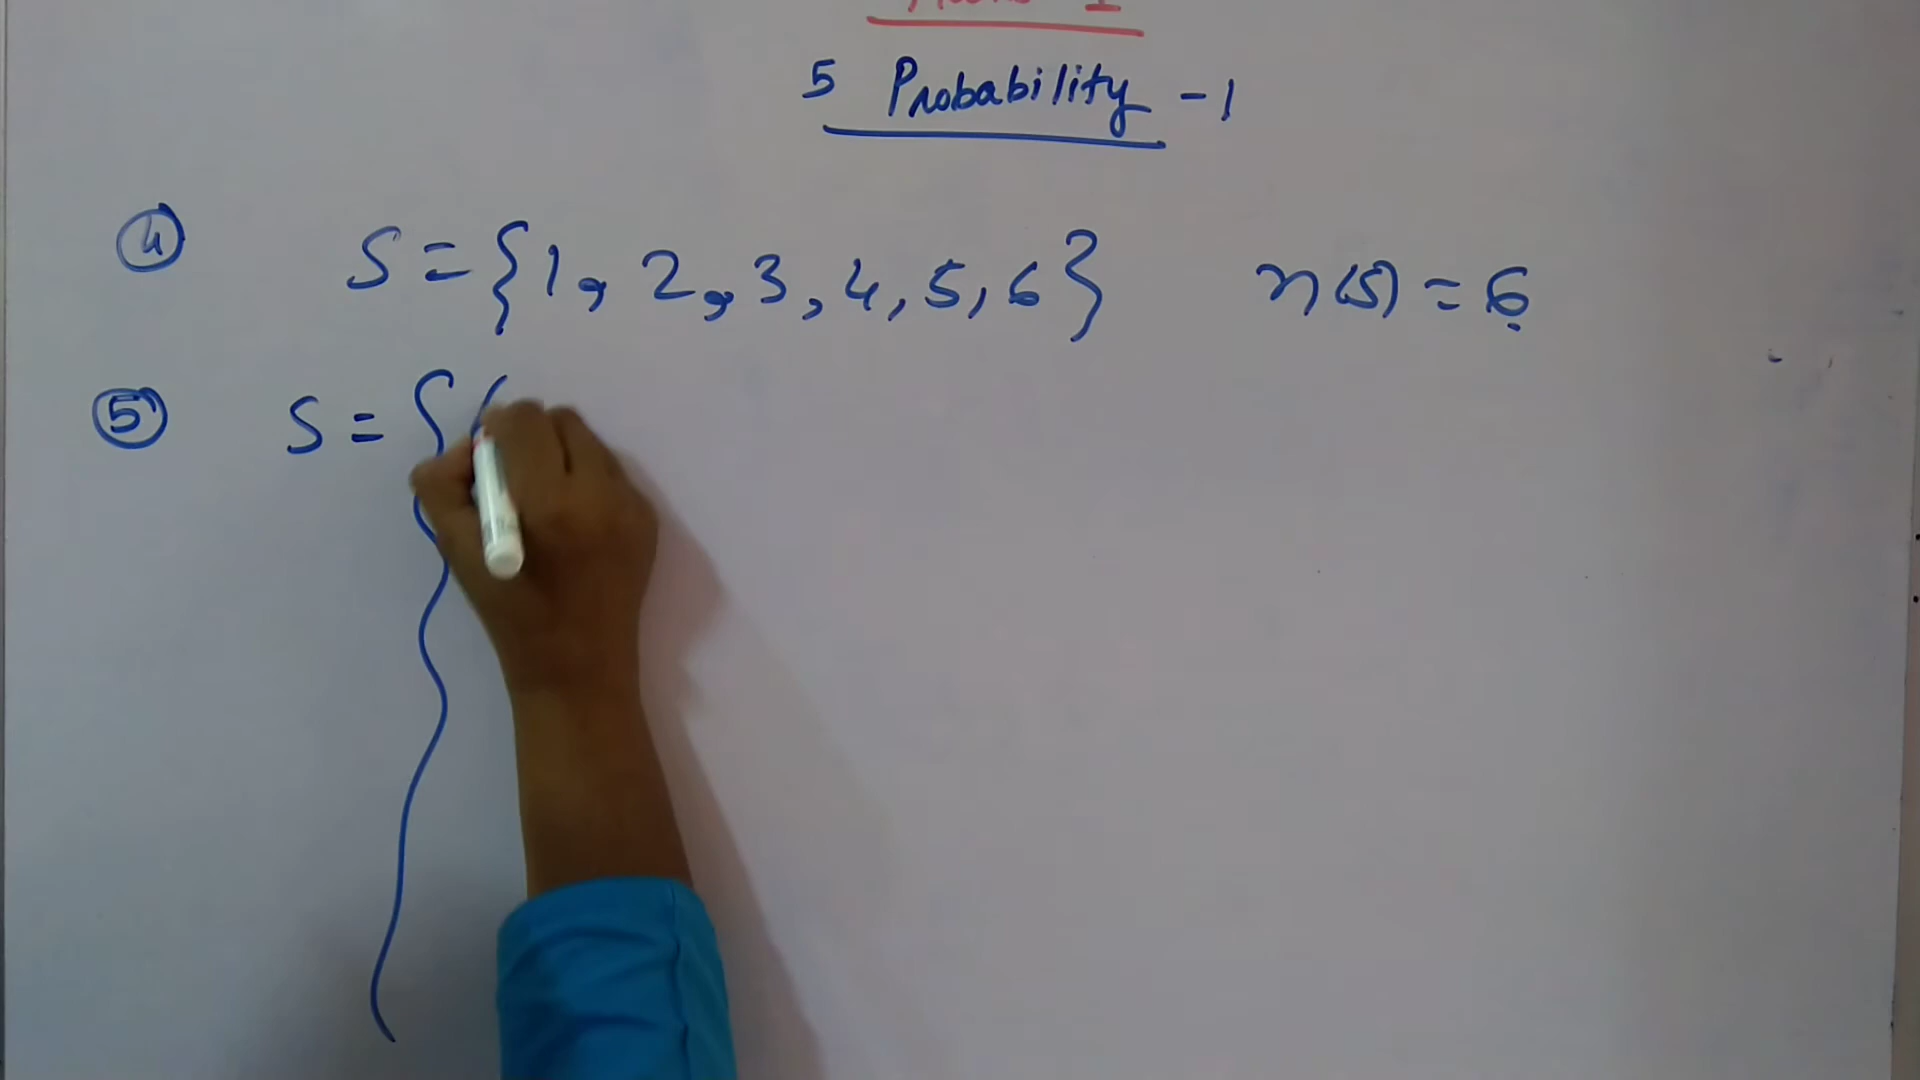 5 Probability - 1
④ S = {1, 2, 3, 4, 5, 6} n(S) = 6
⑤ S = { (